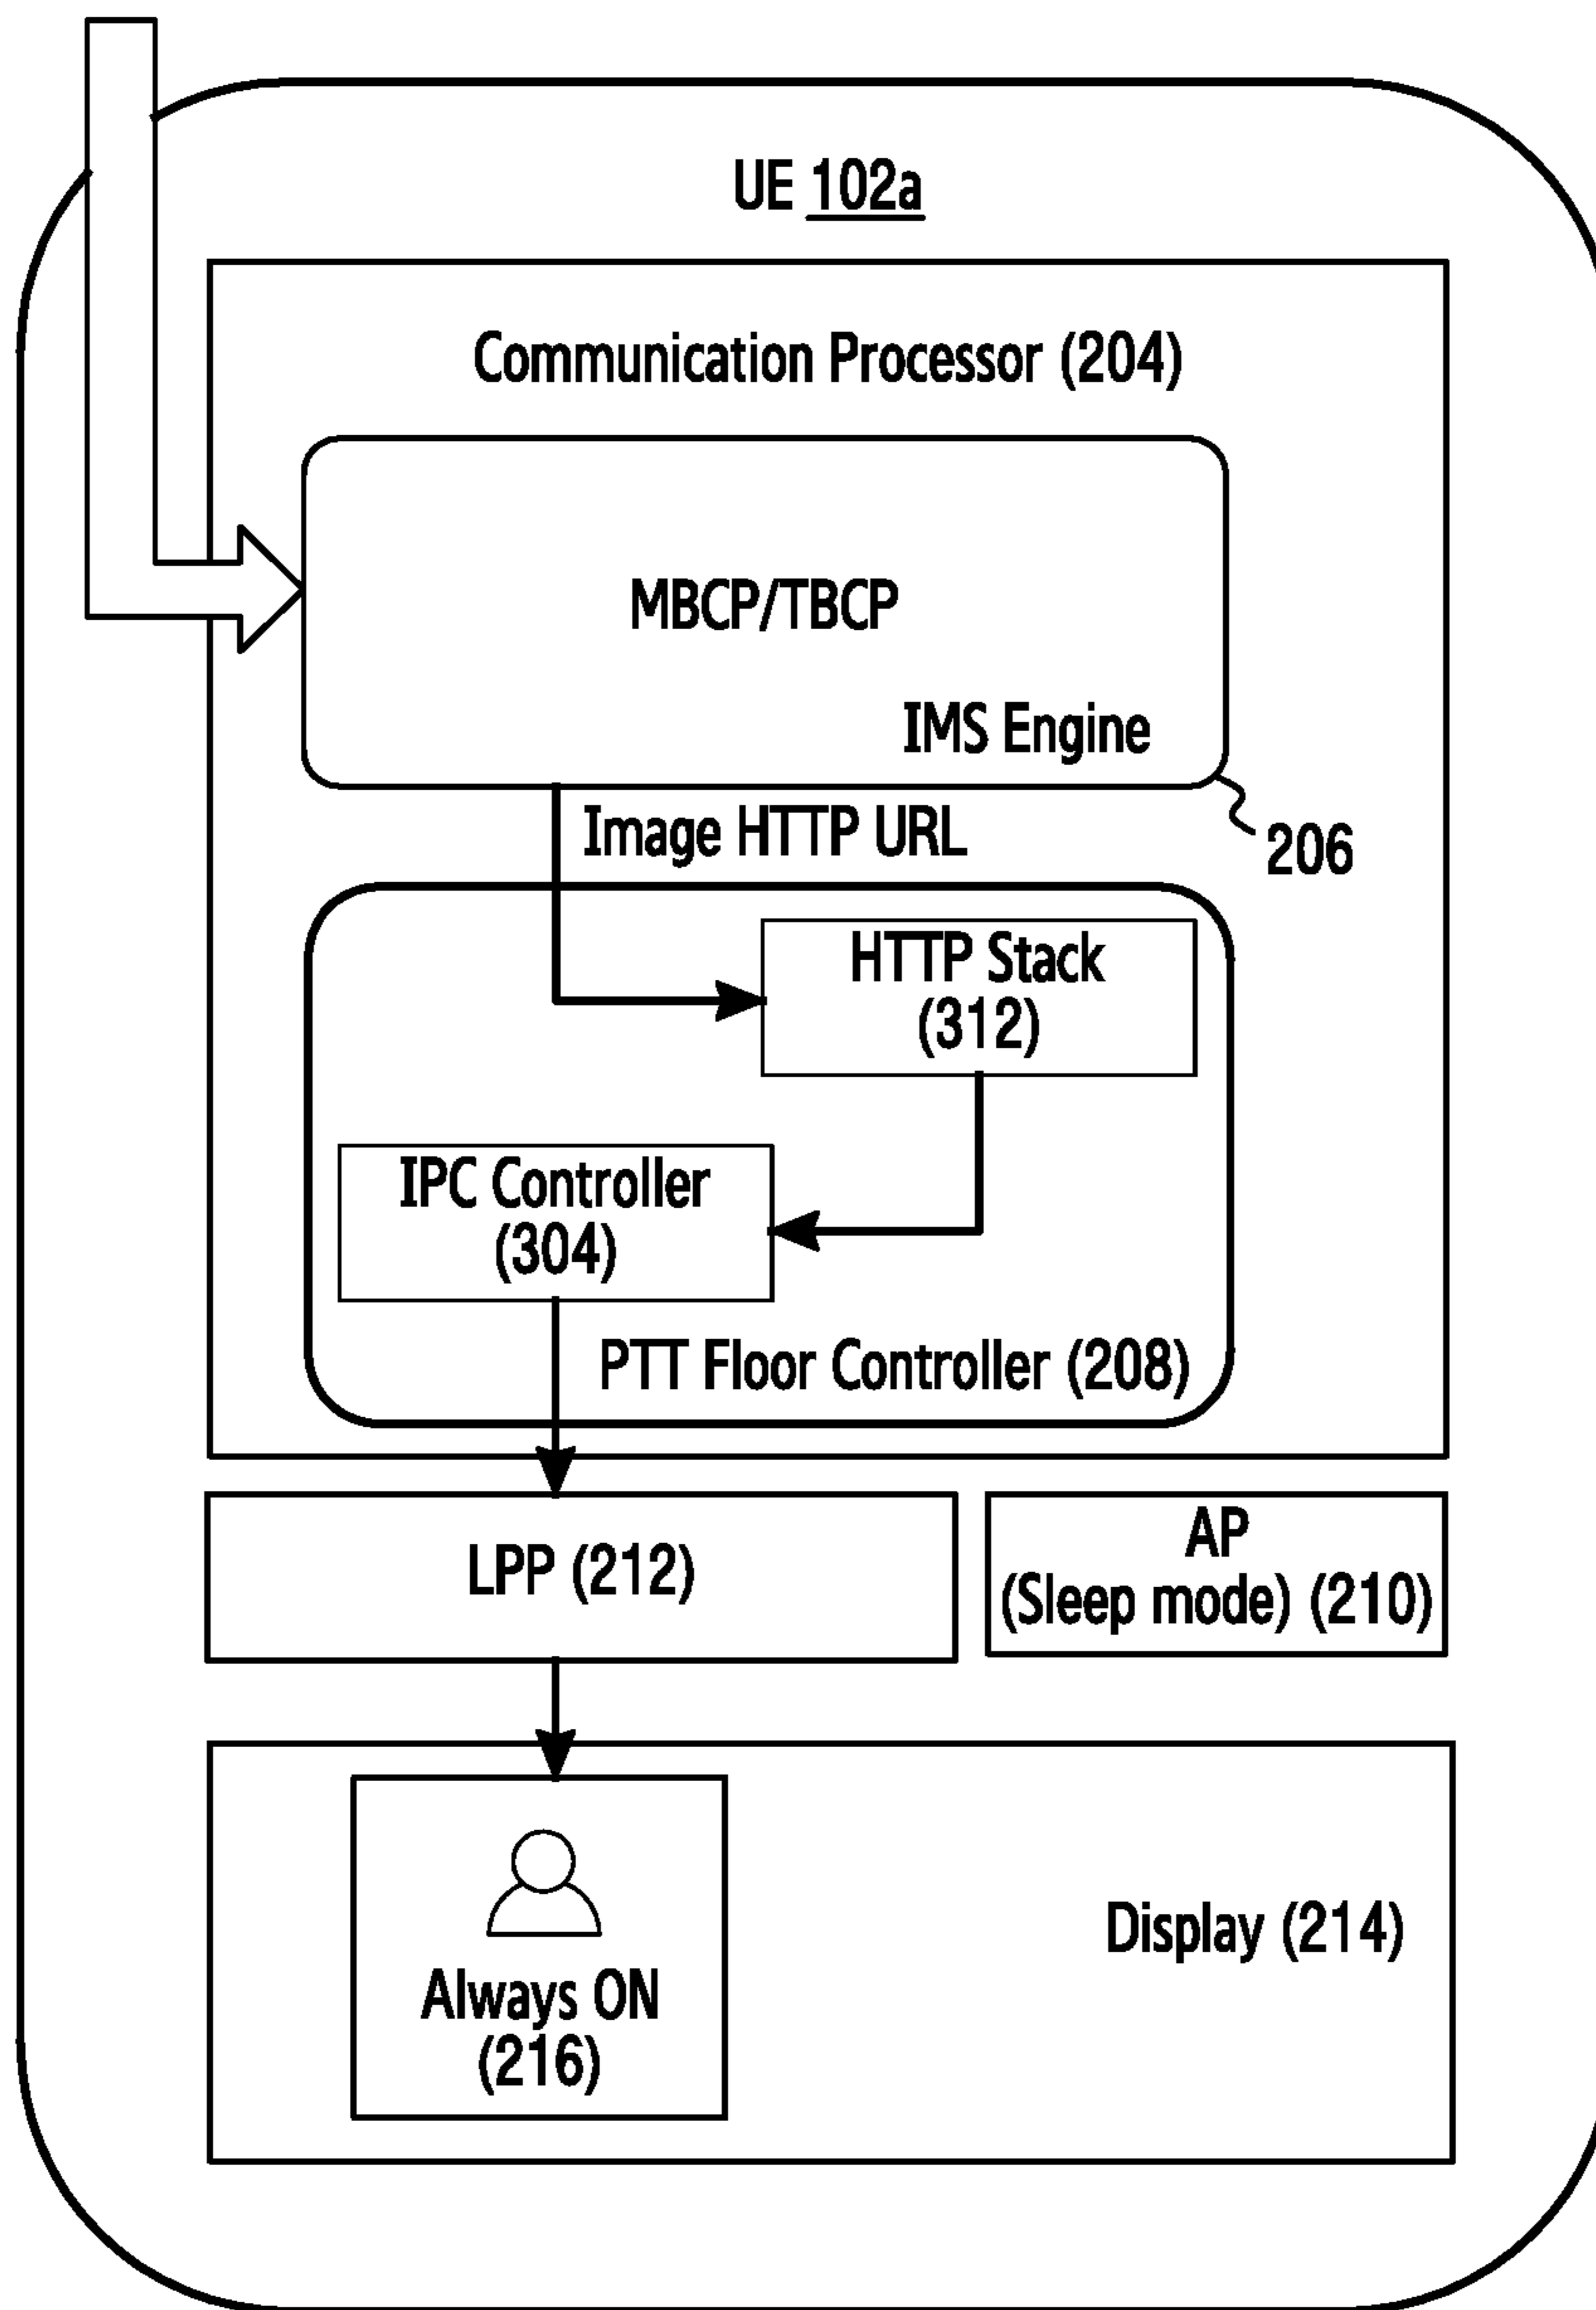 UE 102a
Communication Processor (204)
MBCP/TBCP
IMS Engine
Image HTTP URL
206
HTTP Stack
(312)
IPC Controller
(304)
PTT Floor Controller (208)
LPP (212)
AP
(Sleep mode) (210)
Display (214)
Always ON
(216)